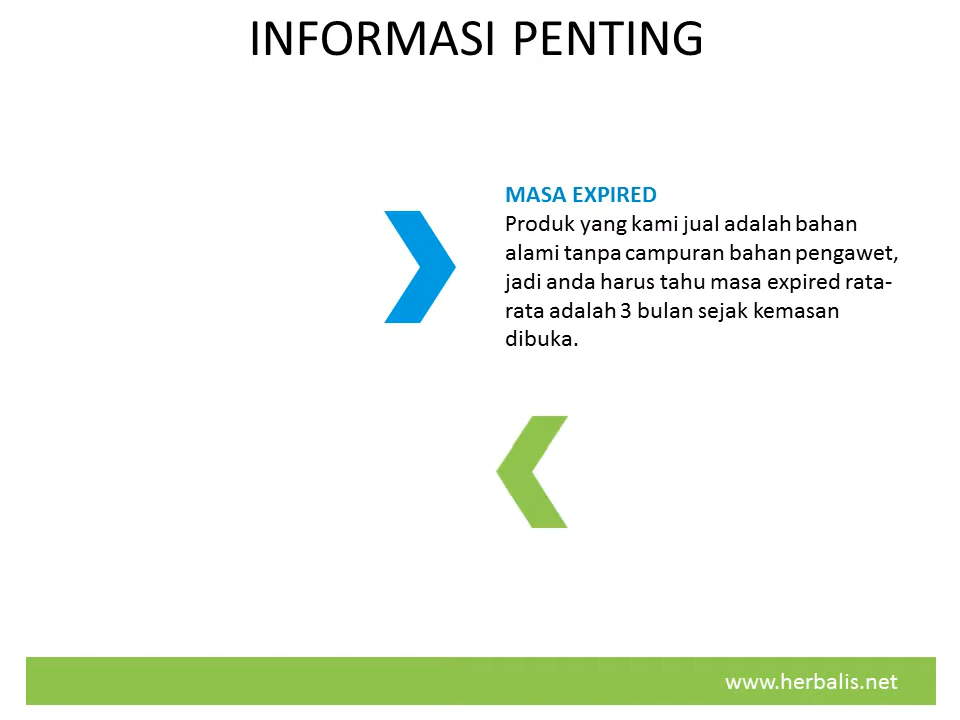 INFORMASI PENTING
MASA EXPIRED
Produk yang kami jual adalah bahan
alami tanpa campuran bahan pengawet,
jadi anda harus tahu masa expired rata-
rata adalah 3 bulan sejak kemasan
dibuka.
www.herbalis.net